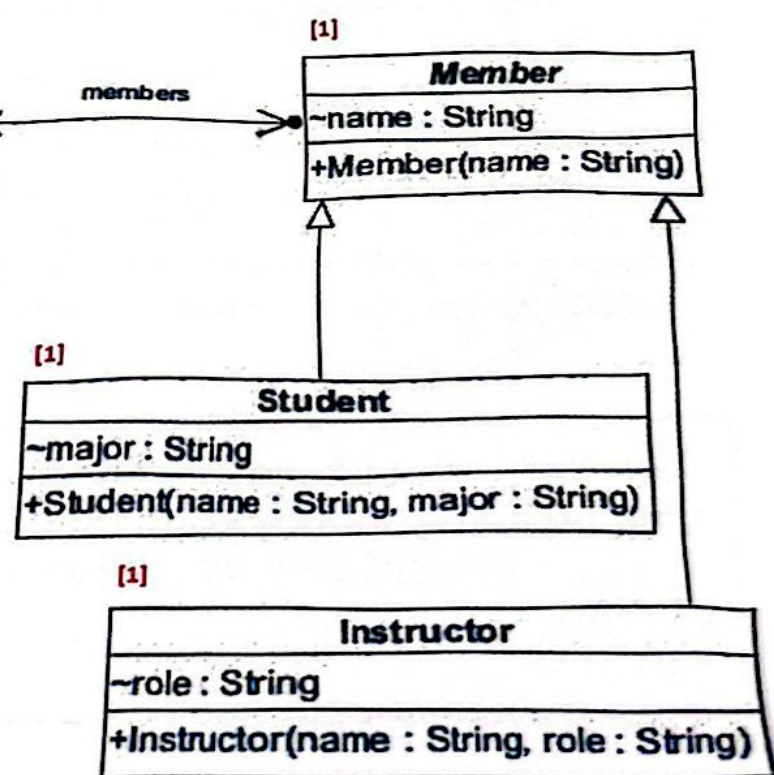 [1]
Member
members
~name : String
+Member(name : String)
[1]
Student
~major : String
+Student(name : String, major : String)
[1]
Instructor
~role : String
+Instructor(name : String, role : String)